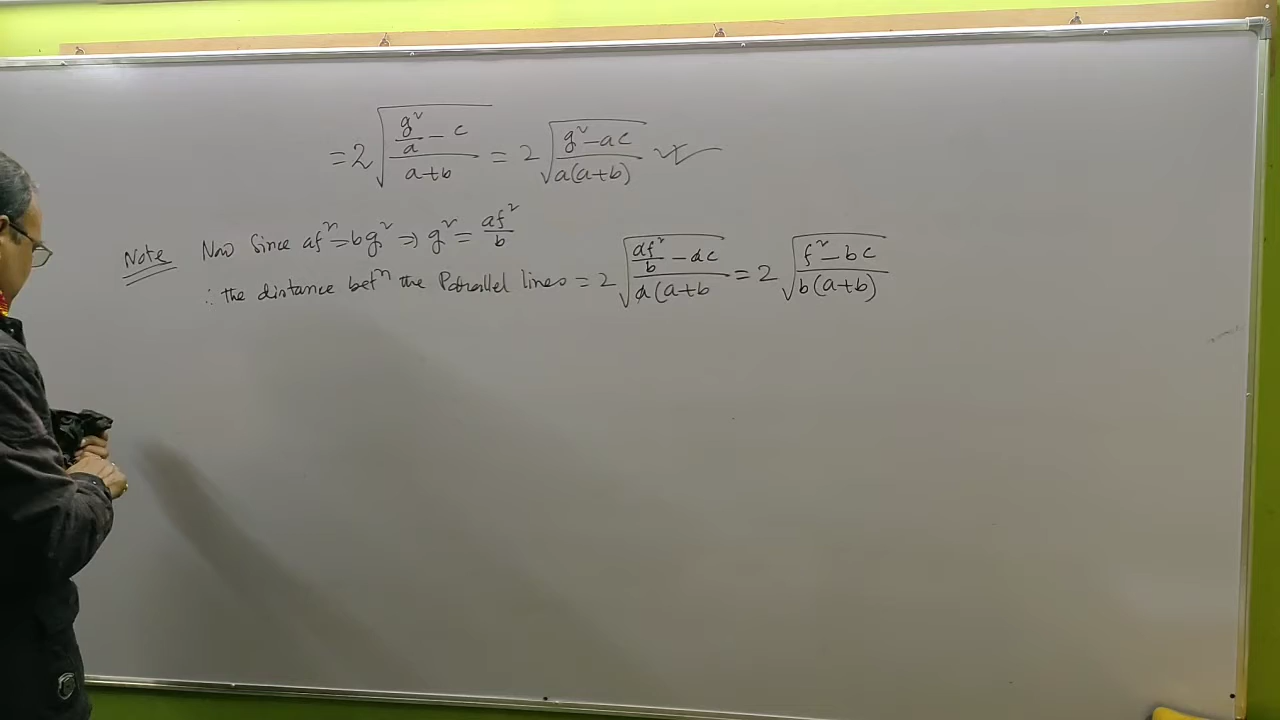 = 2 √((g²/a − c)/(a+b)) = 2 √((g²−ac)/(a(a+b)))
Note Now Since af² = bg² ⇒ g² = af²/b
∴ the distance betⁿ the Parallel lines = 2 √((af²/b − ac)/(a(a+b)) = 2 √((f²−bc)/(b(a+b)))